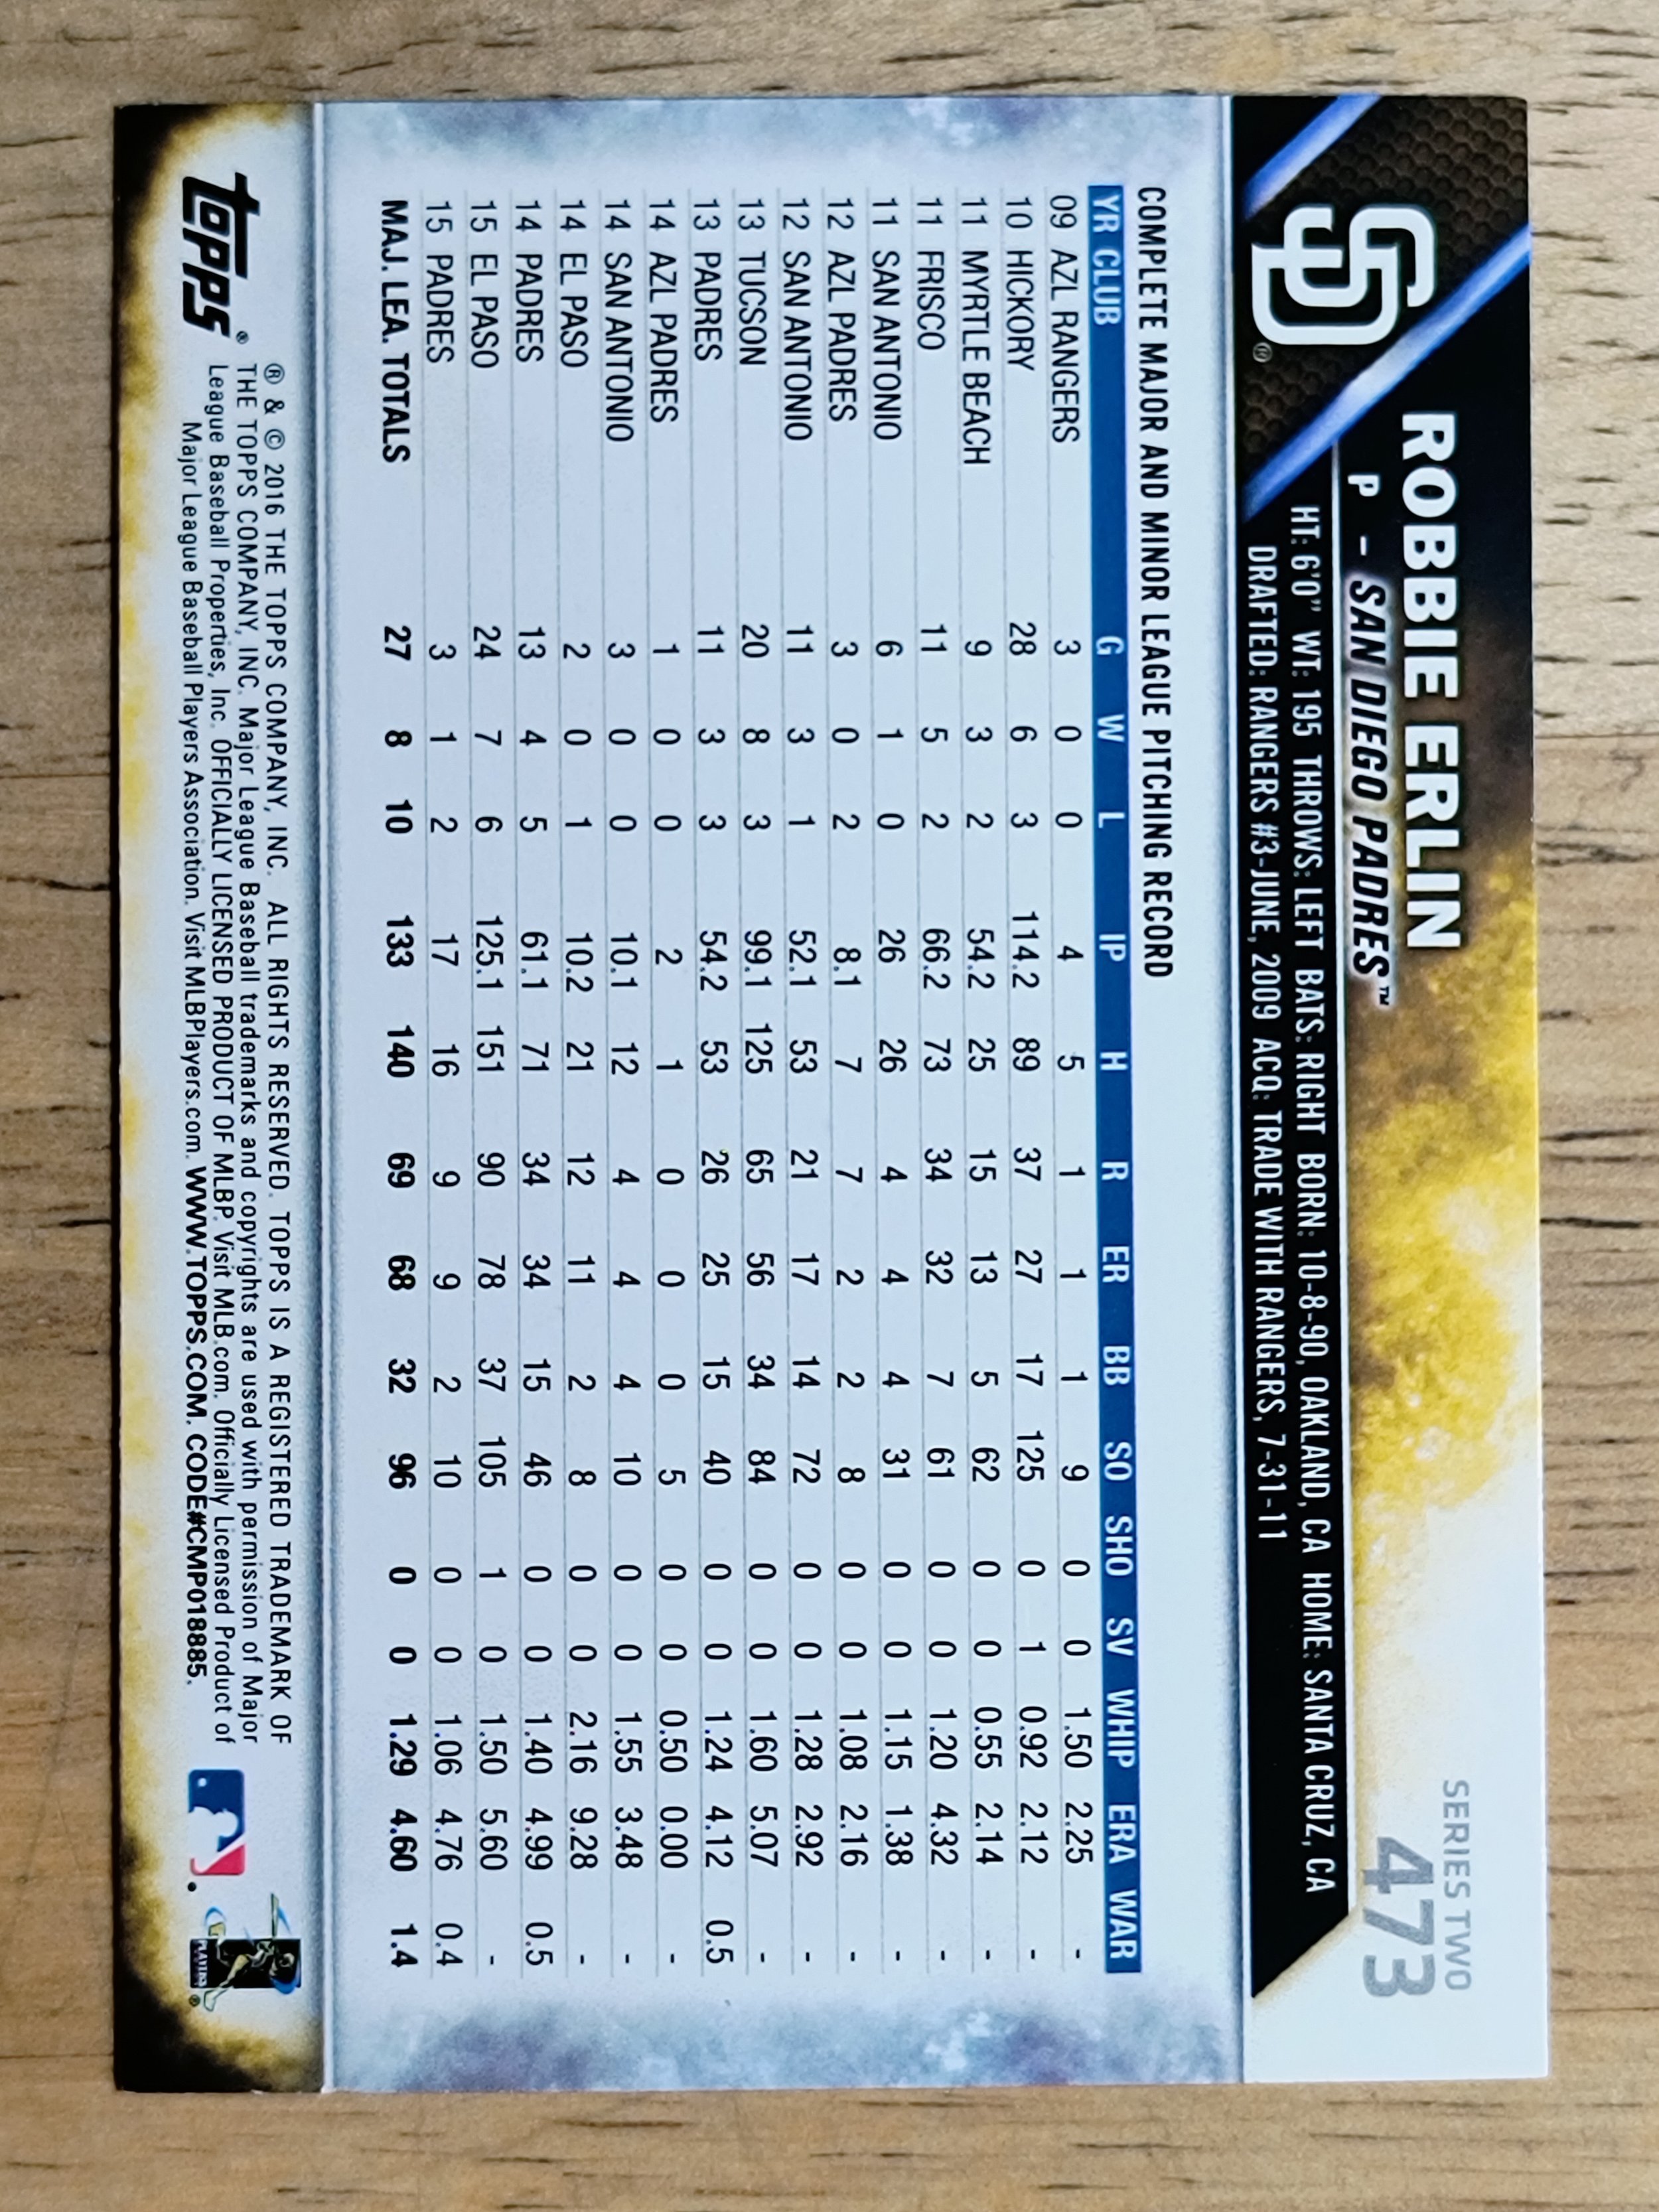 SERIES TWO
473
ROBBIE ERLIN
P - SAN DIEGO PADRES™
SD®
HT: 6'0" WT: 195 THROWS: LEFT BATS: RIGHT BORN: 10-8-90, OAKLAND, CA HOME: SANTA CRUZ, CA
DRAFTED: RANGERS #3-JUNE, 2009 ACQ: TRADE WITH RANGERS, 7-31-11
COMPLETE MAJOR AND MINOR LEAGUE PITCHING RECORD
YR CLUB G W L IP H R ER BB SO SHO SV WHIP ERA WAR
09 AZL RANGERS 3 0 0 4 5 1 1 1 9 0 0 1.50 2.25 -
10 HICKORY 28 6 3 114.2 89 37 27 17 125 0 1 0.92 2.12 -
11 MYRTLE BEACH 9 3 2 54.2 25 15 13 5 62 0 0 0.55 2.14 -
11 FRISCO 11 5 2 66.2 73 34 32 7 61 0 0 1.20 4.32 -
11 SAN ANTONIO 6 1 0 26 26 4 4 4 31 0 0 1.15 1.38 -
12 AZL PADRES 3 0 2 8.1 7 7 2 2 8 0 0 1.08 2.16 -
12 SAN ANTONIO 11 3 1 52.1 53 21 17 14 72 0 0 1.28 2.92 -
13 TUCSON 20 8 3 99.1 125 65 56 34 84 0 0 1.60 5.07 -
13 PADRES 11 3 3 54.2 53 26 25 15 40 0 0 1.24 4.12 0.5
14 AZL PADRES 1 0 0 2 1 0 0 0 5 0 0 0.50 0.00 -
14 SAN ANTONIO 3 0 0 10.1 12 4 4 4 10 0 0 1.55 3.48 -
14 EL PASO 2 0 1 10.2 21 12 11 2 8 0 0 2.16 9.28 -
14 PADRES 13 4 5 61.1 71 34 34 15 46 0 0 1.40 4.99 0.5
15 EL PASO 24 7 6 125.1 151 90 78 37 105 1 0 1.50 5.60 -
15 PADRES 3 1 2 17 16 9 9 2 10 0 0 1.06 4.76 0.4
MAJ. LEA. TOTALS 27 8 10 133 140 69 68 32 96 0 0 1.29 4.60 1.4
topps®
® & © 2016 THE TOPPS COMPANY, INC. ALL RIGHTS RESERVED. TOPPS IS A REGISTERED TRADEMARK OF
THE TOPPS COMPANY, INC. Major League Baseball trademarks and copyrights are used with permission of Major
League Baseball Properties, Inc. OFFICIALLY LICENSED PRODUCT OF MLBP. Visit MLB.com. Officially Licensed Product of
Major League Baseball Players Association. Visit MLBPlayers.com. WWW.TOPPS.COM. CODE#CMP018885.
PLAYERS